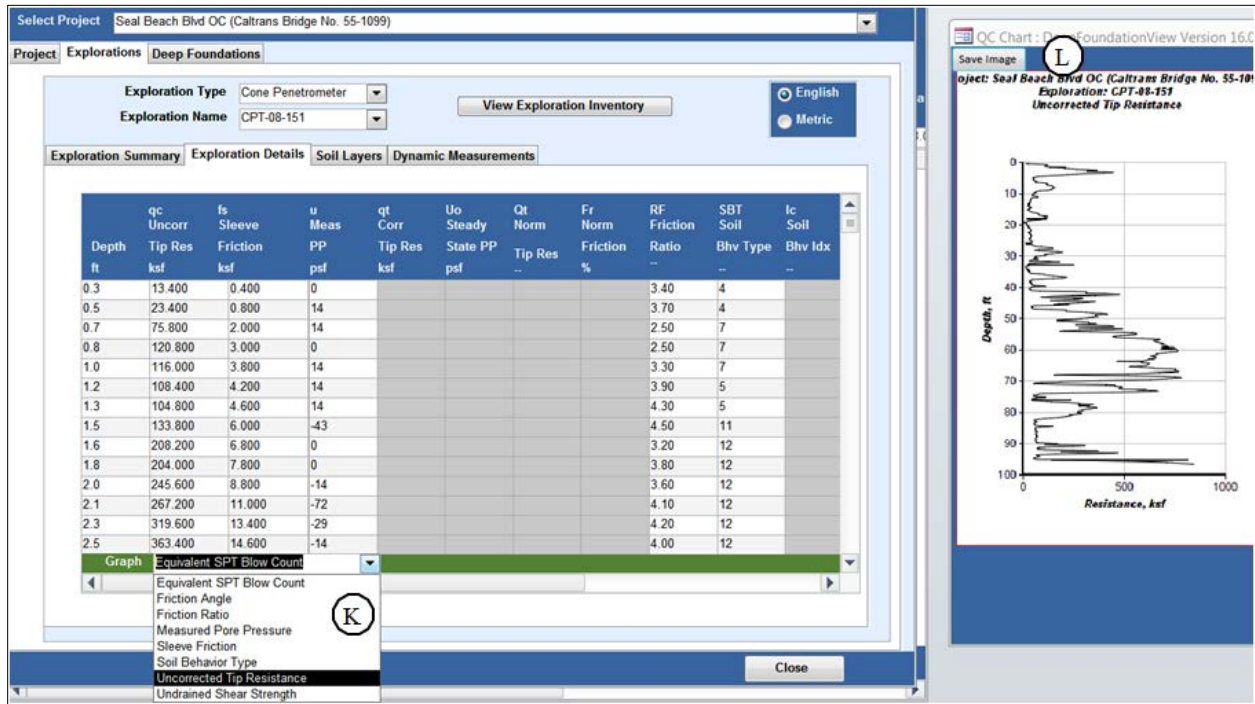 Select Project Seal Beach Blvd OC (Caltrans Bridge No. 55-1099)
Project Explorations Deep Foundations
Exploration Type Cone Penetrometer
Exploration Name CPT-08-151
View Exploration Inventory
English
Metric
Exploration Summary Exploration Details Soil Layers Dynamic Measurements
qc fs u qt Uo Qt Fr RF SBT Ic
Uncorr Sleeve Meas Corr Steady Norm Norm Friction Soil Soil
Depth Tip Res Friction PP Tip Res State PP Tip Res Friction Ratio Bhv Type Bhv Idx
ft ksf ksf psf ksf psf -- % -- -- --
0.3 13.400 0.400 0 3.40 4
0.5 23.400 0.800 14 3.70 4
0.7 75.800 2.000 14 2.50 7
0.8 120.800 3.000 0 2.50 7
1.0 116.000 3.800 14 3.30 7
1.2 108.400 4.200 14 3.90 5
1.3 104.800 4.600 14 4.30 5
1.5 133.800 6.000 -43 4.50 11
1.6 208.200 6.800 0 3.20 12
1.8 204.000 7.800 0 3.80 12
2.0 245.600 8.800 -14 3.60 12
2.1 267.200 11.000 -72 4.10 12
2.3 319.600 13.400 -29 4.20 12
2.5 363.400 14.600 -14 4.00 12
Graph Equivalent SPT Blow Count
Equivalent SPT Blow Count
Friction Angle
Friction Ratio
Measured Pore Pressure
Sleeve Friction
Soil Behavior Type
Uncorrected Tip Resistance
Undrained Shear Strength
K
Close
QC Chart : DeepFoundationView Version 16.0
Save Image
L
oject: Seal Beach Blvd OC (Caltrans Bridge No. 55-109
Exploration: CPT-08-151
Uncorrected Tip Resistance
Depth, ft
0
10
20
30
40
50
60
70
80
90
100
0 500 1000
Resistance, ksf